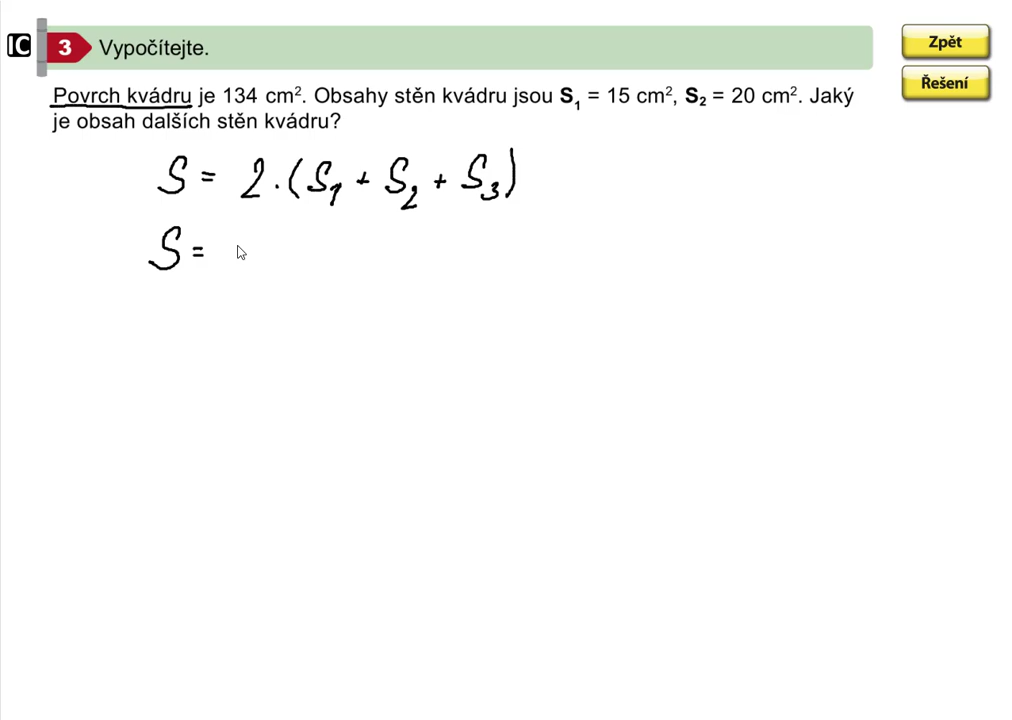 IC 3 Vypočítejte. Zpět
Řešení
Povrch kvádru je 134 cm². Obsahy stěn kvádru jsou S₁ = 15 cm², S₂ = 20 cm². Jaký
je obsah dalších stěn kvádru?
S = 2.(S₁ + S₂ + S₃)
S =